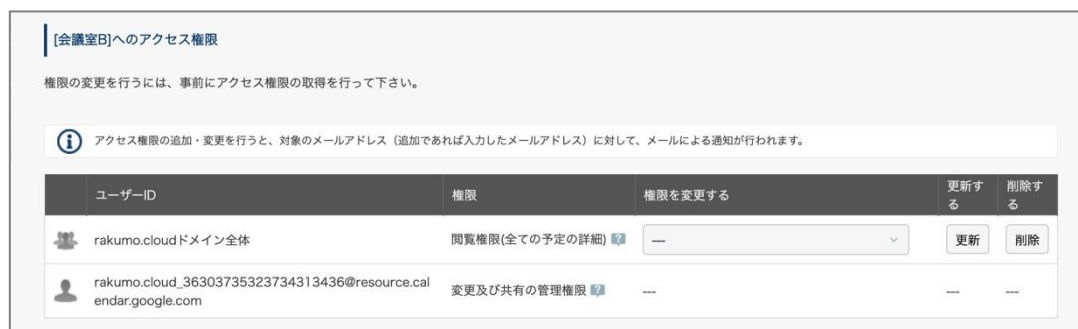 [会議室B]へのアクセス権限
権限の変更を行うには、事前にアクセス権限の取得を行って下さい。
アクセス権限の追加・変更を行うと、対象のメールアドレス（追加であれば入力したメールアドレス）に対して、メールによる通知が行われます。
ユーザーID 権限 権限を変更する 更新する 削除する
rakumo.cloudドメイン全体 閲覧権限(全ての予定の詳細) ? --- 更新 削除
rakumo.cloud_36303735323734313436@resource.cal
endar.google.com 変更及び共有の管理権限 ? --- --- ---